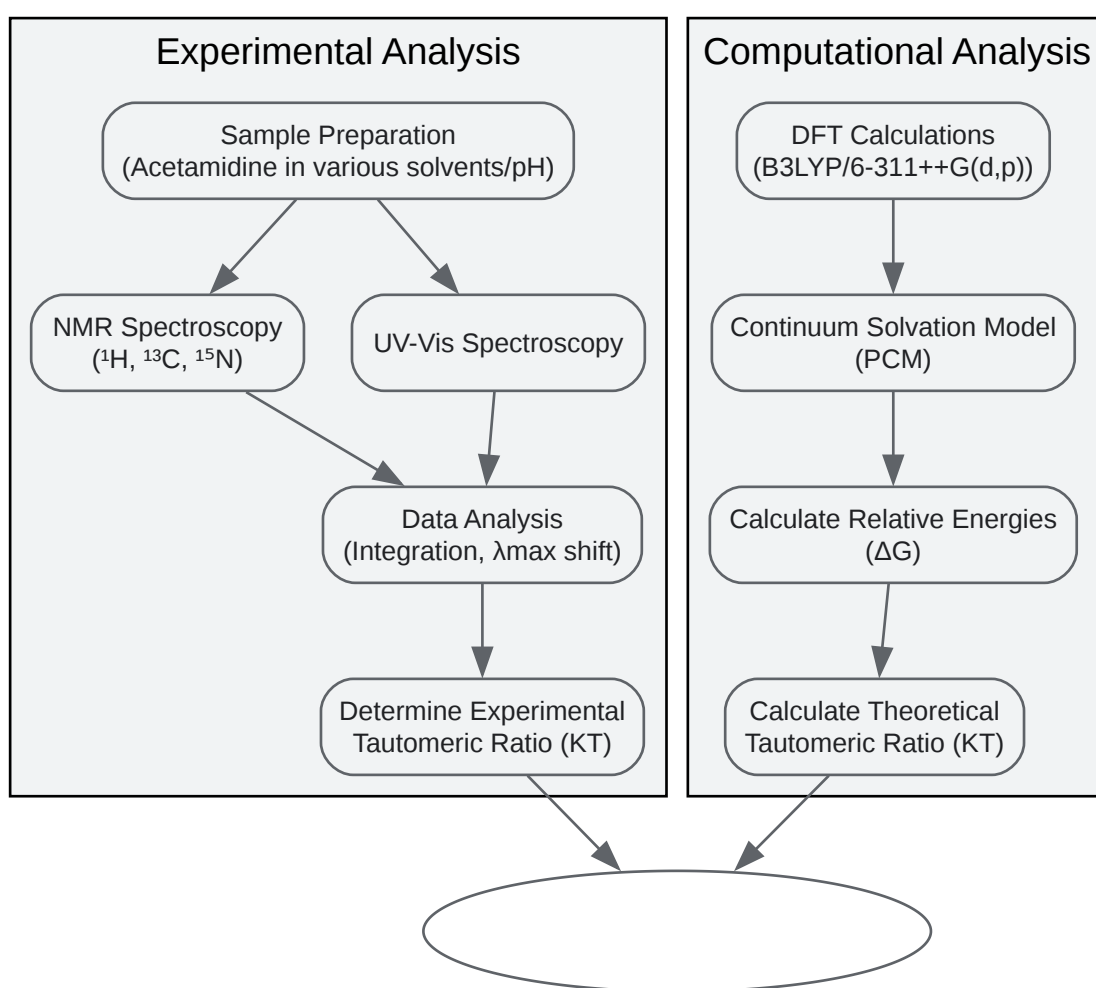 Experimental Analysis
Sample Preparation
(Acetamidine in various solvents/pH)
NMR Spectroscopy
(¹H, ¹³C, ¹⁵N)
UV-Vis Spectroscopy
Data Analysis
(Integration, λmax shift)
Determine Experimental
Tautomeric Ratio (KT)
Computational Analysis
DFT Calculations
(B3LYP/6-311++G(d,p))
Continuum Solvation Model
(PCM)
Calculate Relative Energies
(ΔG)
Calculate Theoretical
Tautomeric Ratio (KT)